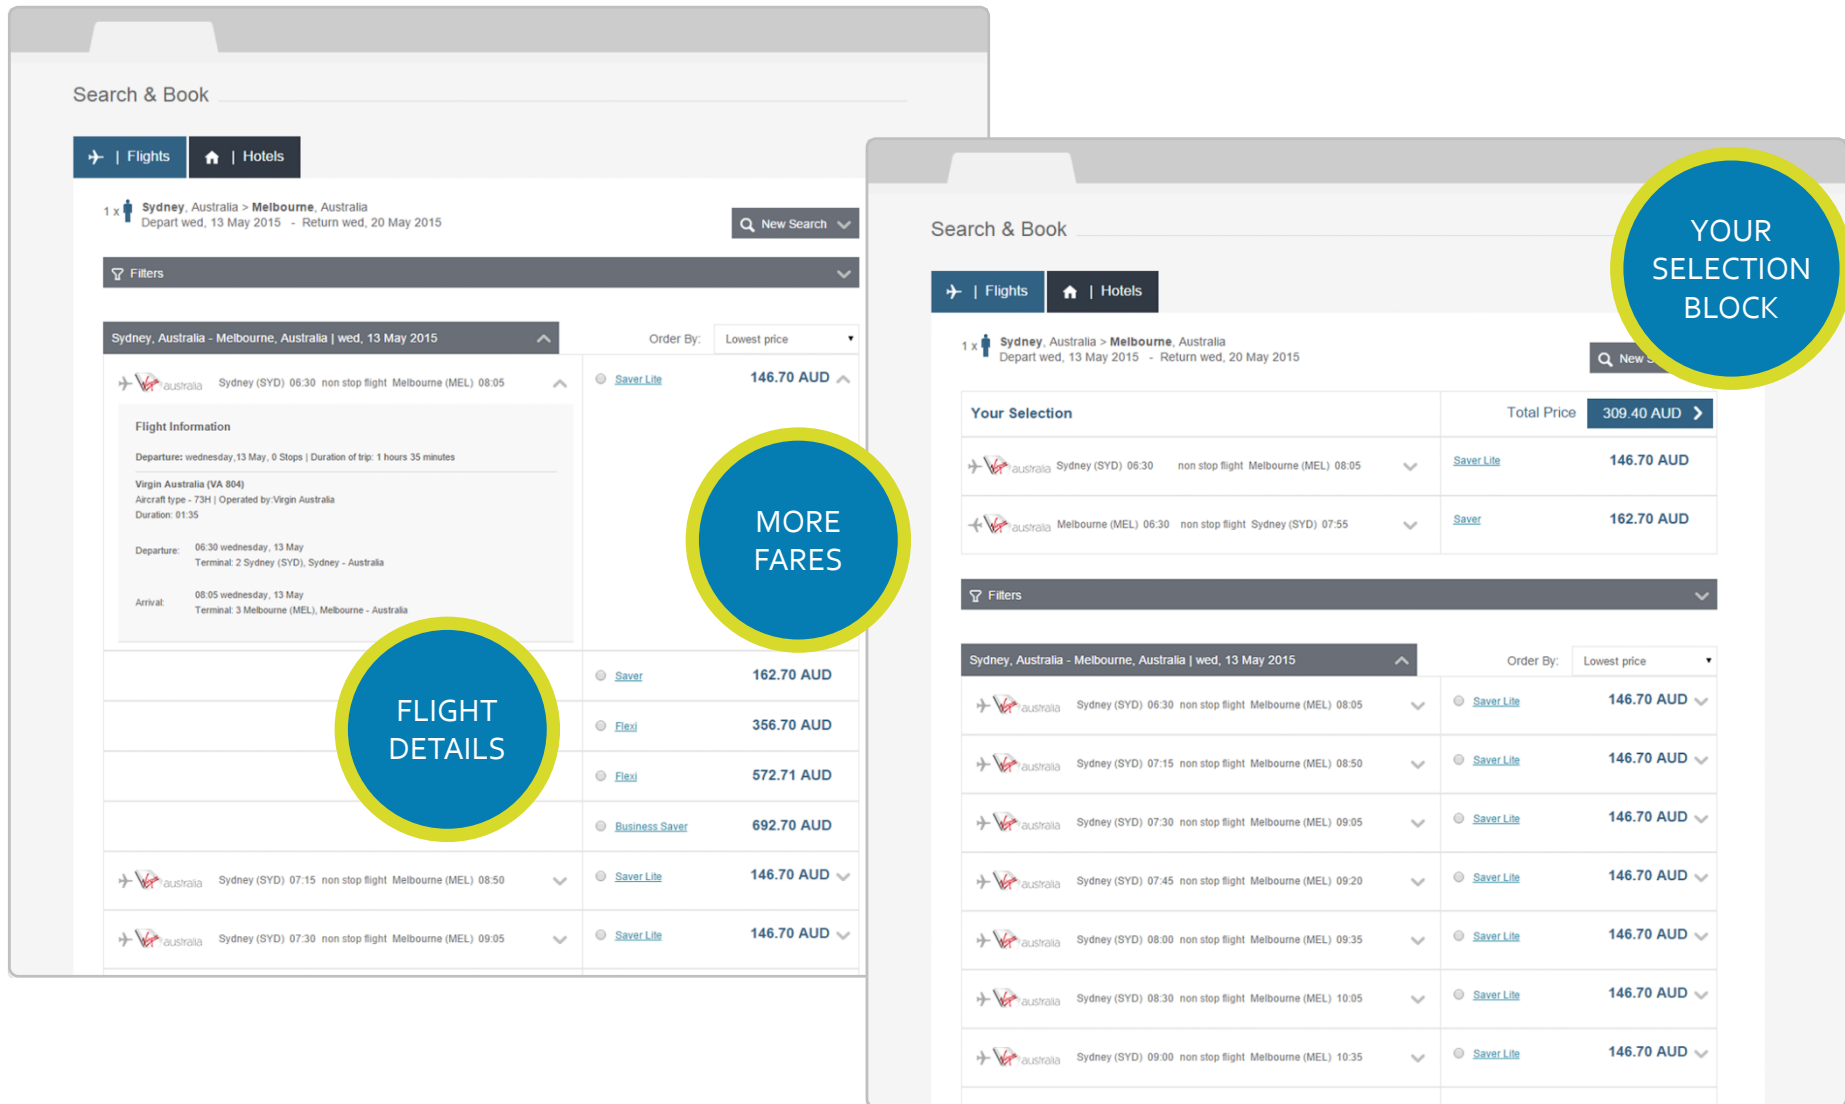 Search & Book
| Flights
| Hotels
1 x Sydney, Australia > Melbourne, Australia
Depart wed, 13 May 2015 - Return wed, 20 May 2015
New Search
Filters
Sydney, Australia - Melbourne, Australia | wed, 13 May 2015
Order By: Lowest price
Virgin australia Sydney (SYD) 06:30 non stop flight Melbourne (MEL) 08:05 Saver Lite 146.70 AUD
Flight Information
Departure: wednesday,13 May, 0 Stops | Duration of trip: 1 hours 35 minutes
Virgin Australia (VA 804)
Aircraft type - 73H | Operated by:Virgin Australia
Duration: 01:35
Departure: 06:30 wednesday, 13 May
Terminal: 2 Sydney (SYD), Sydney - Australia
Arrival: 08:05 wednesday, 13 May
Terminal: 3 Melbourne (MEL), Melbourne - Australia
MORE
FARES
FLIGHT
DETAILS
Saver 162.70 AUD
Flexi 356.70 AUD
Flexi 572.71 AUD
Business Saver 692.70 AUD
Virgin australia Sydney (SYD) 07:15 non stop flight Melbourne (MEL) 08:50 Saver Lite 146.70 AUD
Virgin australia Sydney (SYD) 07:30 non stop flight Melbourne (MEL) 09:05 Saver Lite 146.70 AUD
YOUR
SELECTION
BLOCK
Search & Book
| Flights
| Hotels
1 x Sydney, Australia > Melbourne, Australia
Depart wed, 13 May 2015 - Return wed, 20 May 2015
New
Your Selection Total Price 309.40 AUD
Virgin australia Sydney (SYD) 06:30 non stop flight Melbourne (MEL) 08:05 Saver Lite 146.70 AUD
Virgin australia Melbourne (MEL) 06:30 non stop flight Sydney (SYD) 07:55 Saver 162.70 AUD
Filters
Sydney, Australia - Melbourne, Australia | wed, 13 May 2015
Order By: Lowest price
Virgin australia Sydney (SYD) 06:30 non stop flight Melbourne (MEL) 08:05 Saver Lite 146.70 AUD
Virgin australia Sydney (SYD) 07:15 non stop flight Melbourne (MEL) 08:50 Saver Lite 146.70 AUD
Virgin australia Sydney (SYD) 07:30 non stop flight Melbourne (MEL) 09:05 Saver Lite 146.70 AUD
Virgin australia Sydney (SYD) 07:45 non stop flight Melbourne (MEL) 09:20 Saver Lite 146.70 AUD
Virgin australia Sydney (SYD) 08:00 non stop flight Melbourne (MEL) 09:35 Saver Lite 146.70 AUD
Virgin australia Sydney (SYD) 08:30 non stop flight Melbourne (MEL) 10:05 Saver Lite 146.70 AUD
Virgin australia Sydney (SYD) 09:00 non stop flight Melbourne (MEL) 10:35 Saver Lite 146.70 AUD